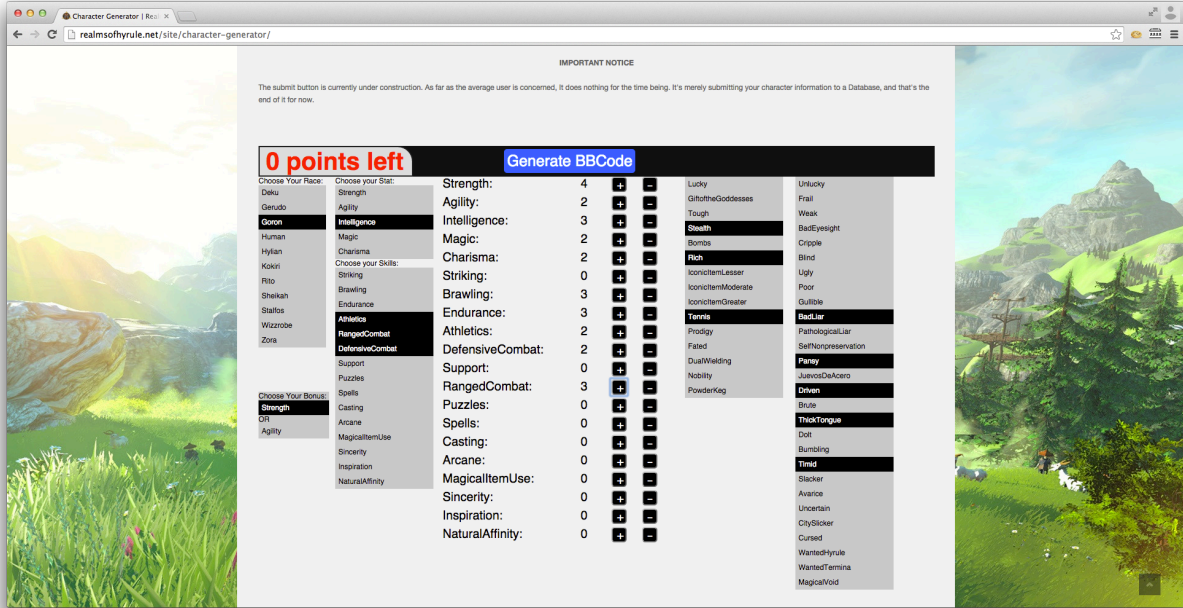 Character Generator | Rea
realmsofhyrule.net/site/character-generator/
IMPORTANT NOTICE
The submit button is currently under construction. As far as the average user is concerned, it does nothing for the time being. It's merely submitting your character information to a Database, and that's the
end of it for now.
0 points left
Generate BBCode
Choose Your Race:
Deku
Gerudo
Goron
Human
Hylian
Kokiri
Rito
Sheikah
Stalfos
Wizzrobe
Zora
Choose Your Bonus:
Strength
OR
Agility
Choose your Stat:
Strength
Agility
Intelligence
Magic
Charisma
Choose your Skills:
Striking
Brawling
Endurance
Athletics
RangedCombat
DefensiveCombat
Support
Puzzles
Spells
Casting
Arcane
MagicalItemUse
Sincerity
Inspiration
NaturalAffinity
Strength: 4 + -
Agility: 2 + -
Intelligence: 3 + -
Magic: 2 + -
Charisma: 2 + -
Striking: 0 + -
Brawling: 3 + -
Endurance: 3 + -
Athletics: 2 + -
DefensiveCombat: 2 + -
Support: 0 + -
RangedCombat: 3 + -
Puzzles: 0 + -
Spells: 0 + -
Casting: 0 + -
Arcane: 0 + -
MagicalItemUse: 0 + -
Sincerity: 0 + -
Inspiration: 0 + -
NaturalAffinity: 0 + -
Lucky
GiftoftheGoddesses
Tough
Stealth
Bombs
Rich
IconicItemLesser
IconicItemModerate
IconicItemGreater
Tennis
Prodigy
Fated
DualWielding
Nobility
PowderKeg
Unlucky
Frail
Weak
BadEyesight
Cripple
Blind
Ugly
Poor
Gullible
BadLiar
PathologicalLiar
SelfNonpreservation
Pansy
JuevosDeAcero
Driven
Brute
ThickTongue
Dolt
Bumbling
Timid
Slacker
Avarice
Uncertain
CitySlicker
Cursed
WantedHyrule
WantedTermina
MagicalVoid